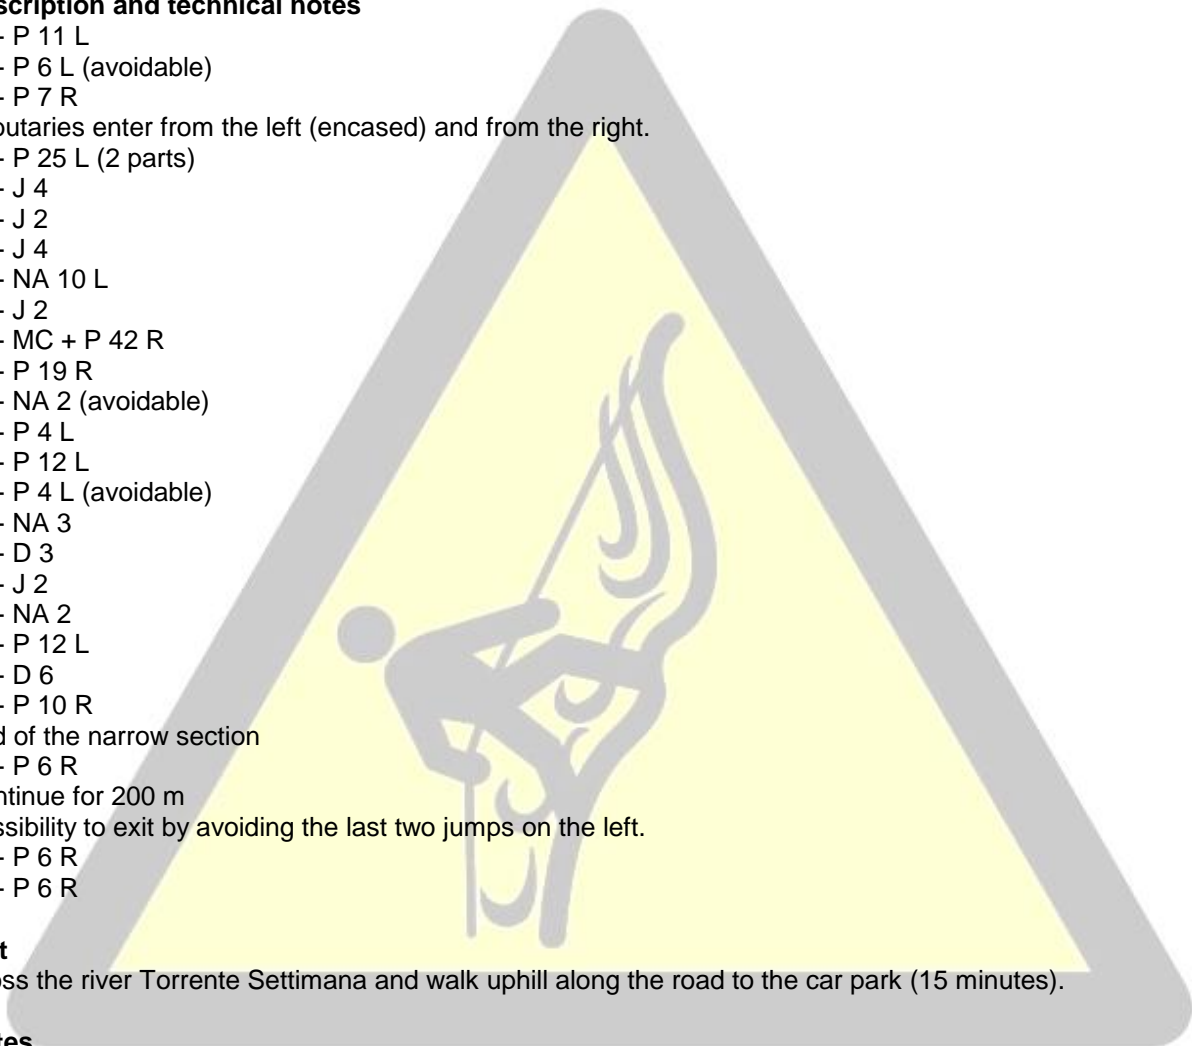 scription and technical notes
- P 11 L
- P 6 L (avoidable)
- P 7 R
butaries enter from the left (encased) and from the right.
- P 25 L (2 parts)
- J 4
- J 2
- J 4
- NA 10 L
- J 2
- MC + P 42 R
- P 19 R
- NA 2 (avoidable)
- P 4 L
- P 12 L
- P 4 L (avoidable)
- NA 3
- D 3
- J 2
- NA 2
- P 12 L
- D 6
- P 10 R
d of the narrow section
- P 6 R
ntinue for 200 m
ssibility to exit by avoiding the last two jumps on the left.
- P 6 R
- P 6 R
t
oss the river Torrente Settimana and walk uphill along the road to the car park (15 minutes).
tes